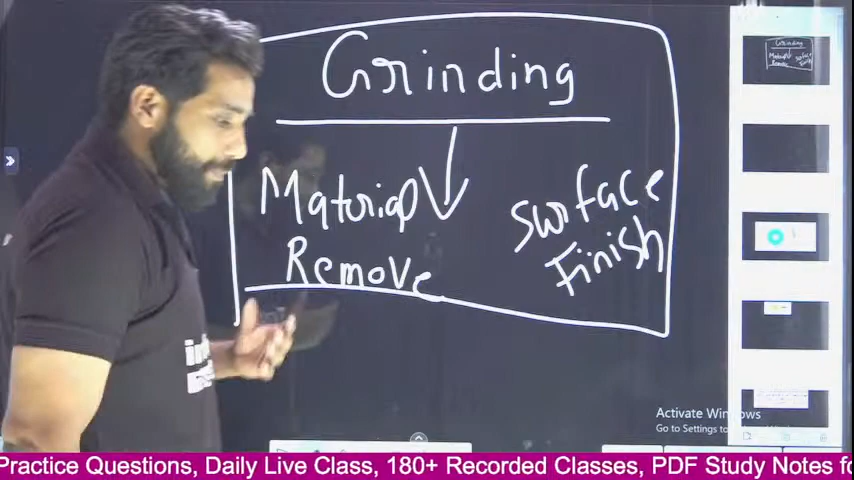 Grinding
Material
Remove
Surface
Finish
Activate Windows
Practice Questions, Daily Live Class, 180+ Recorded Classes, PDF Study Notes fo